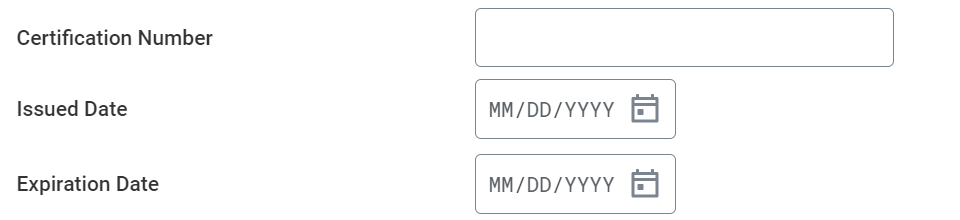 Certification Number
Issued Date
MM/DD/YYYY
Expiration Date
MM/DD/YYYY